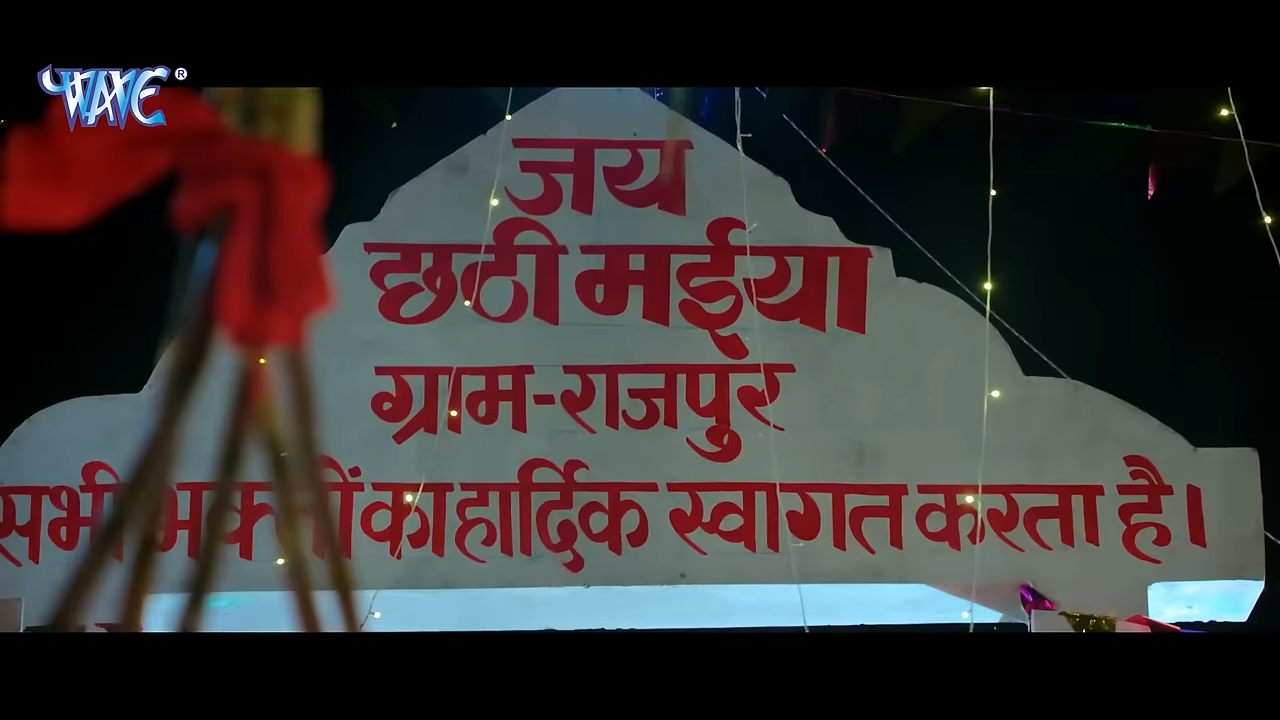 WAVE ®
जय
छठी मईया
ग्राम-राजपुर
सभी भक्तों का हार्दिक स्वागत करता है।